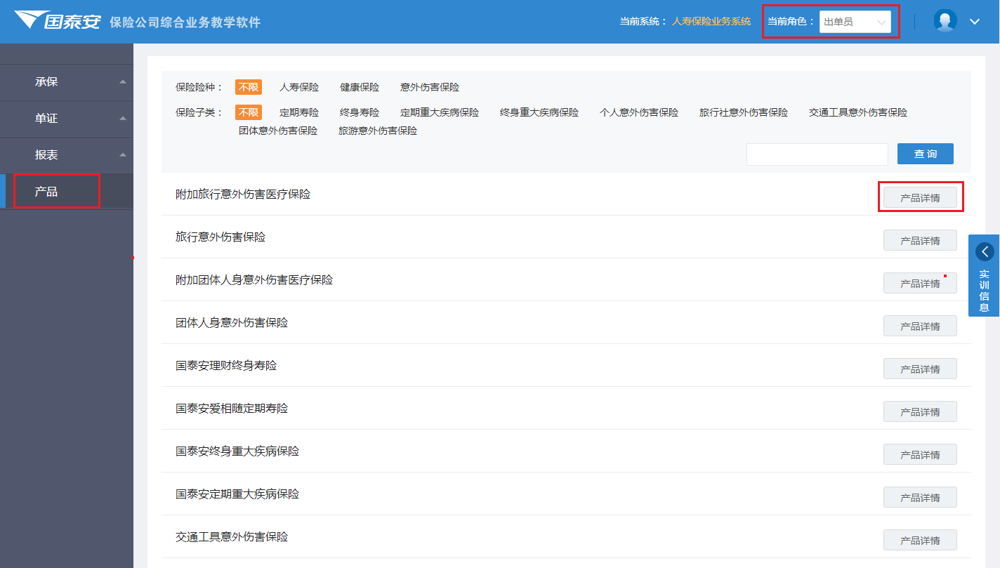 国泰安 保险公司综合业务教学软件 当前系统： 人寿保险业务系统 当前角色： 出单员
承保
单证
报表
产品
保险险种： 不限 人寿保险 健康保险 意外伤害保险
保险子类： 不限 定期寿险 终身寿险 定期重大疾病保险 终身重大疾病保险 个人意外伤害保险 旅行社意外伤害保险 交通工具意外伤害保险
团体意外伤害保险 旅游意外伤害保险
查 询
附加旅行意外伤害医疗保险 产品详情
旅行意外伤害保险 产品详情
附加团体人身意外伤害医疗保险 产品详情
团体人身意外伤害保险 产品详情
国泰安理财终身寿险 产品详情
国泰安爱相随定期寿险 产品详情
国泰安终身重大疾病保险 产品详情
国泰安定期重大疾病保险 产品详情
交通工具意外伤害保险 产品详情
实训信息